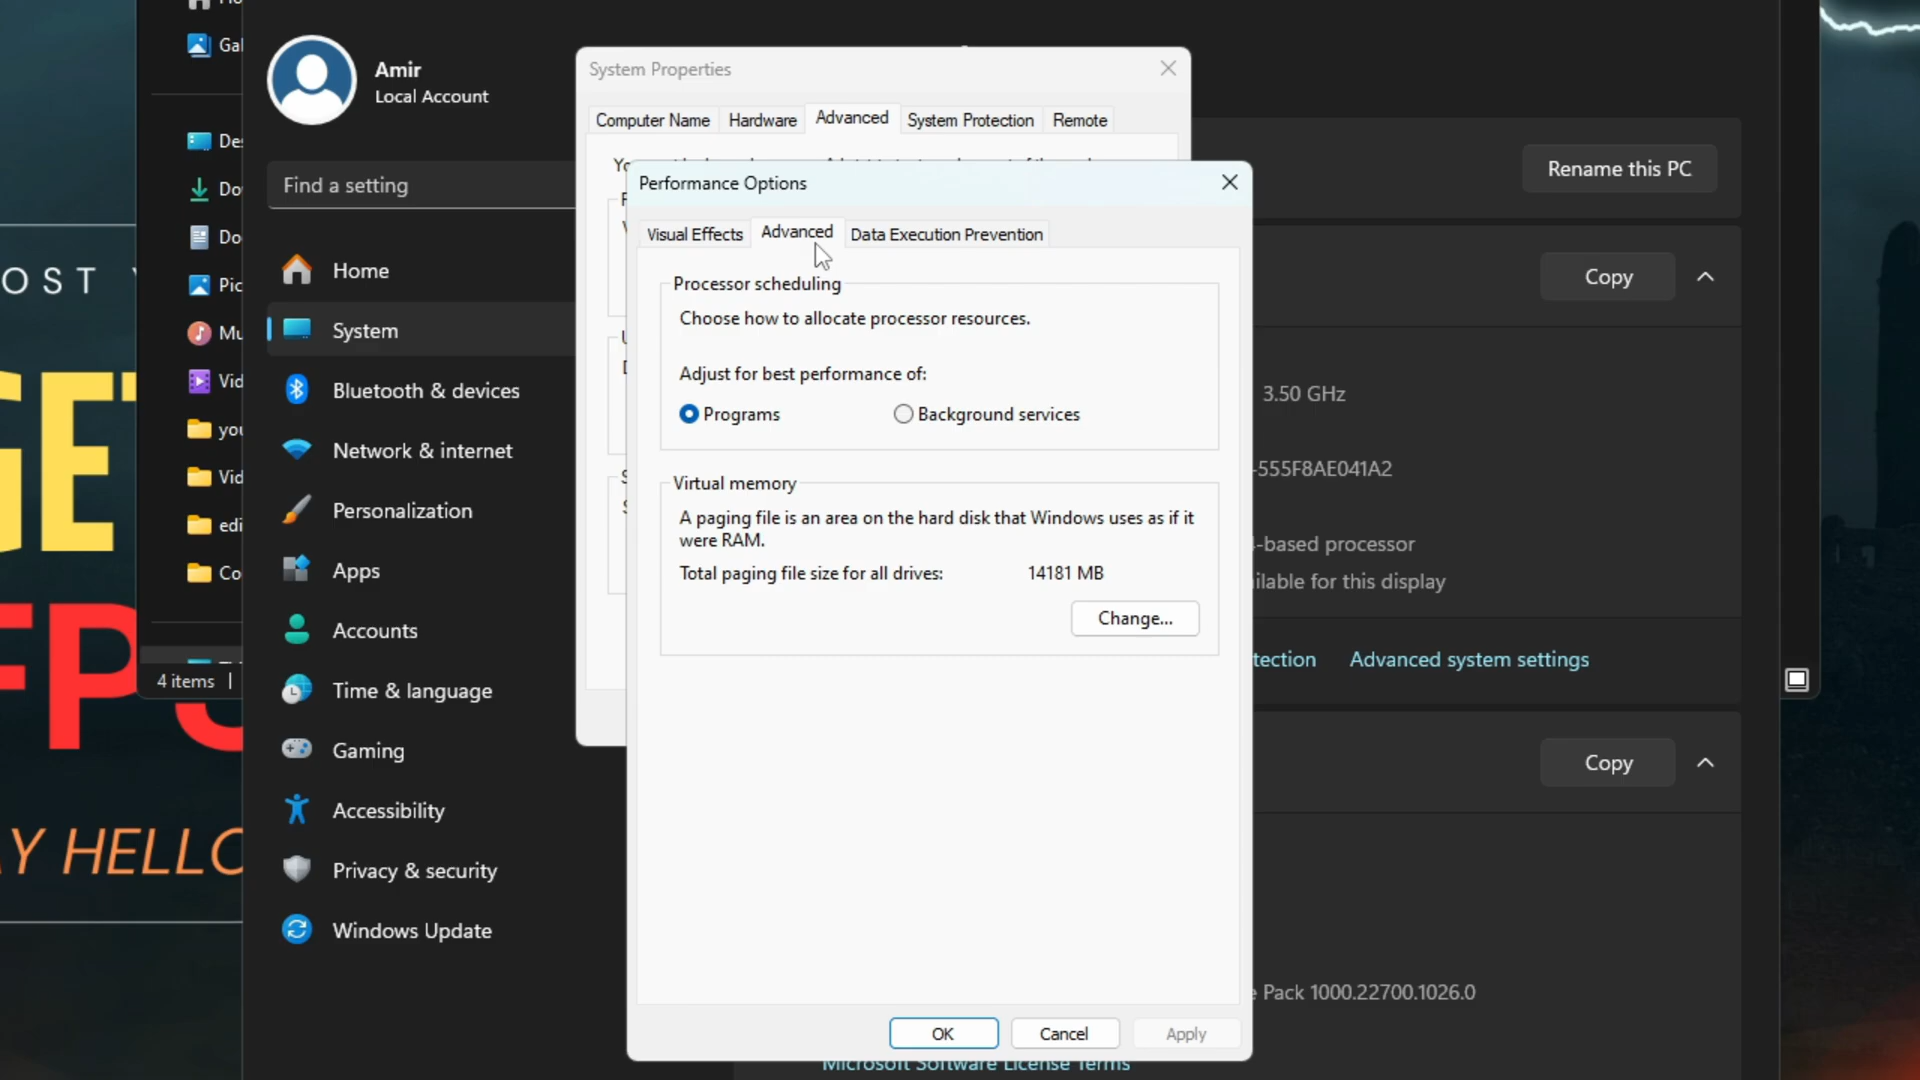 Amir
Local Account
Find a setting
Home
System
Bluetooth & devices
Network & internet
Personalization
Apps
Accounts
Time & language
Gaming
Accessibility
Privacy & security
Windows Update
4 items
OST
GET
FPS
AY HELLO
System Properties
Computer Name
Hardware
Advanced
System Protection
Remote
Performance Options
Visual Effects
Advanced
Data Execution Prevention
Processor scheduling
Choose how to allocate processor resources.
Adjust for best performance of:
Programs
Background services
Virtual memory
A paging file is an area on the hard disk that Windows uses as if it
were RAM.
Total paging file size for all drives:
14181 MB
Change...
OK
Cancel
Apply
Rename this PC
Copy
3.50 GHz
-555F8AE041A2
-based processor
ilable for this display
tection
Advanced system settings
Copy
e Pack 1000.22700.1026.0
Microsoft Software License Terms